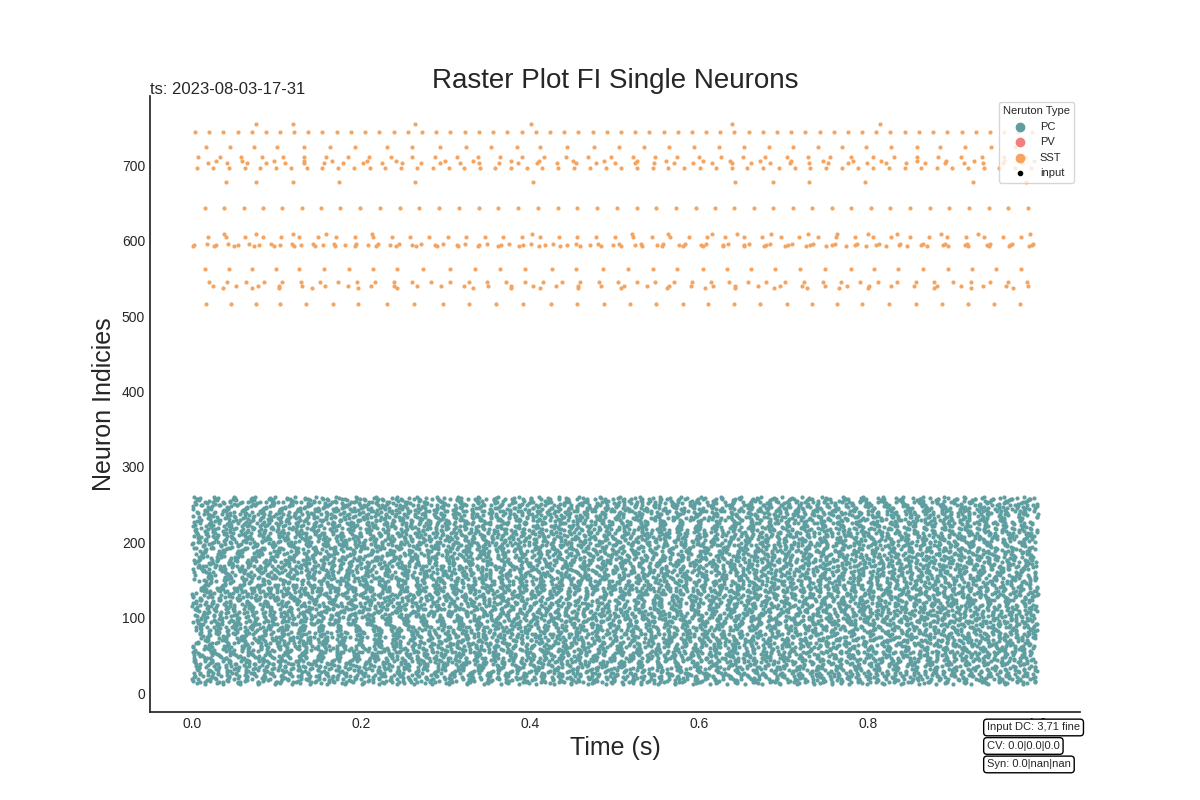 Raster Plot FI Single Neurons
ts: 2023-08-03-17-31
Neruton Type
PC
PV
SST
input
700
600
500
400
300
200
100
0
Neuron Indicies
0.0 0.2 0.4 0.6 0.8
Time (s)
Input DC: 3,71 fine
CV: 0.0|0.0|0.0
Syn: 0.0|nan|nan